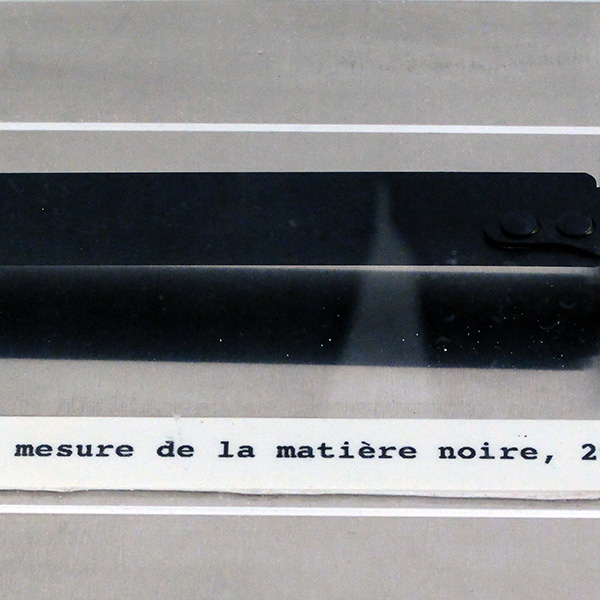 mesure de la matière noire, 2